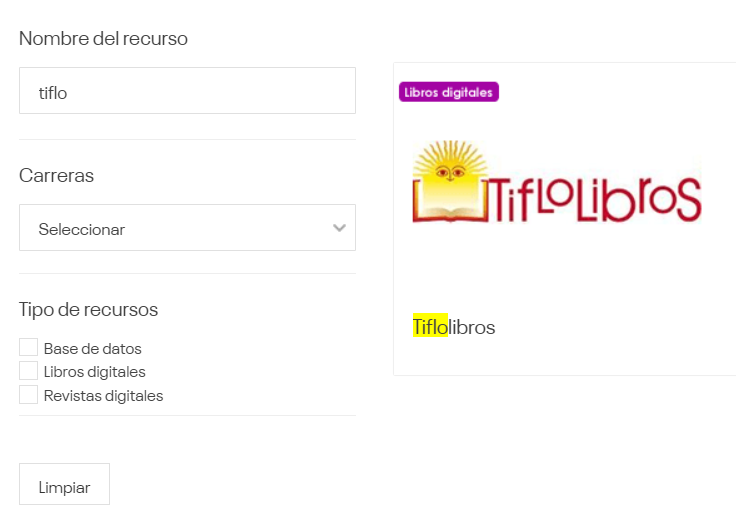 Nombre del recurso
tiflo
Carreras
Seleccionar
Tipo de recursos
Base de datos
Libros digitales
Revistas digitales
Limpiar
Libros digitales
TIFLOLIBROS
Tiflolibros